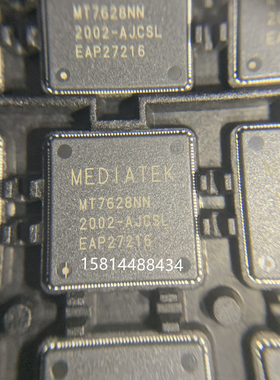 MT7628NN
2002-AJCSL
EAP27216
MEDIATEK
MT7628NN
2002-AJCSL
EAP27216
15814488434